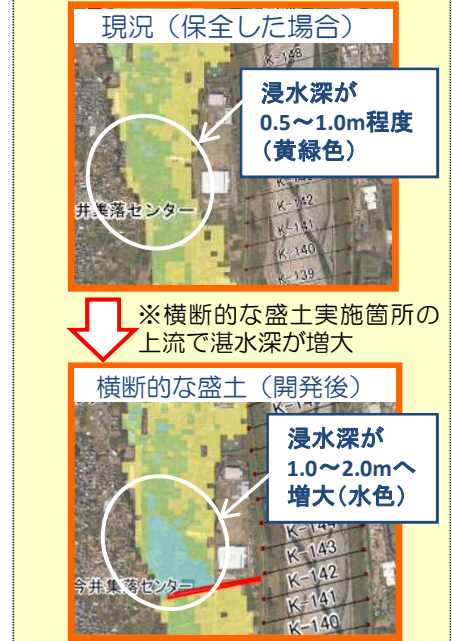 現況（保全した場合）
K-148
浸水深が
0.5～1.0m程度
（黄緑色）
井集落センター
K-142
K-141
K-140
K-139
※横断的な盛土実施箇所の
上流で湛水深が増大
横断的な盛土（開発後）
浸水深が
1.0～2.0mへ
増大（水色）
K-143
今井集落センター
K-142
K-141
K-140